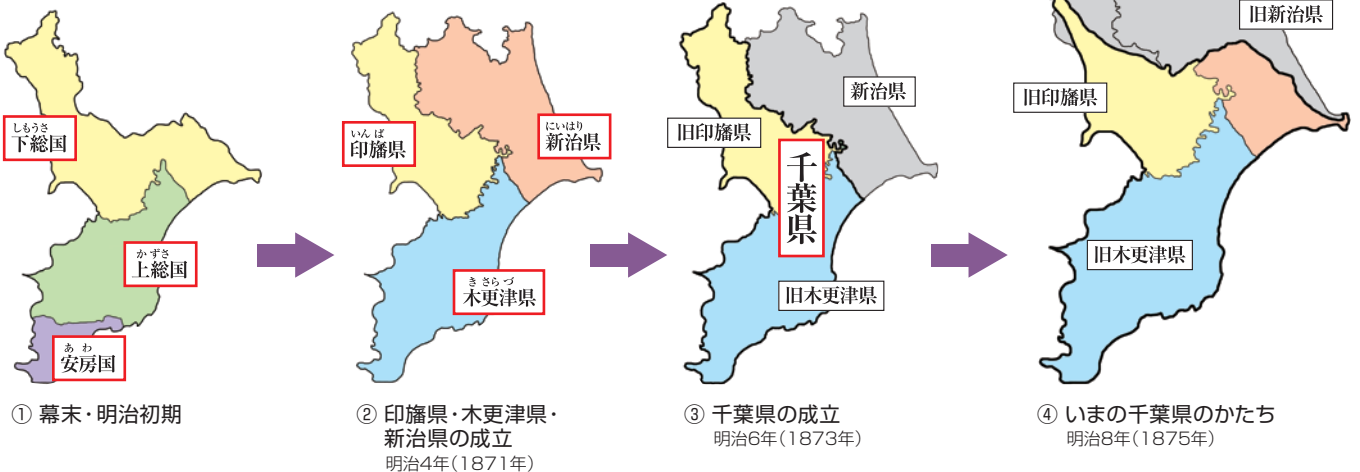 しもうさ
下総国
かずさ
上総国
あわ
安房国
① 幕末・明治初期
いんば
印旛県
にいはり
新治県
きさらづ
木更津県
② 印旛県・木更津県・
新治県の成立
明治4年(1871年)
旧印旛県
新治県
千葉県
旧木更津県
③ 千葉県の成立
明治6年(1873年)
旧新治県
旧印旛県
旧木更津県
④ いまの千葉県のかたち
明治8年(1875年)